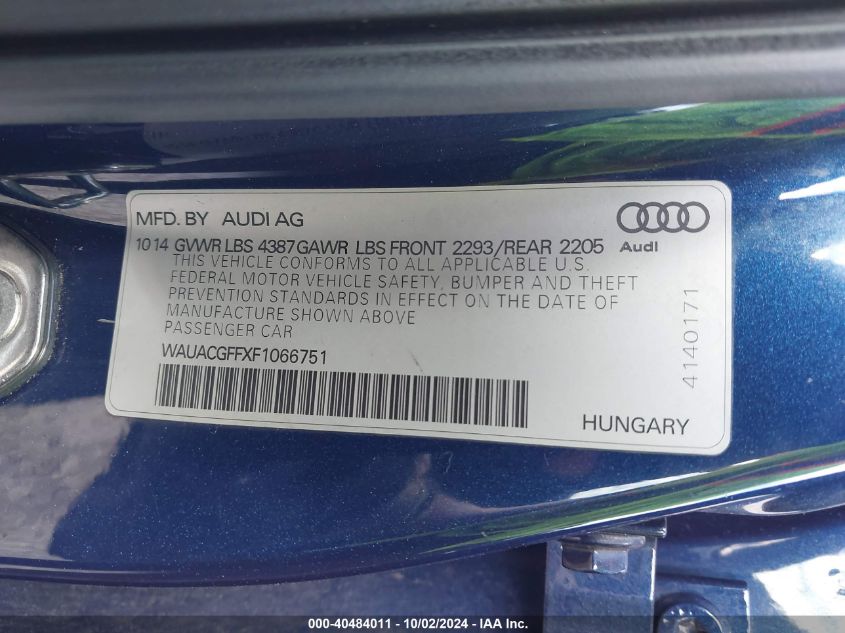 MFD. BY AUDI AG
10 14 GVWR LBS 4387 GAWR LBS FRONT 2293/REAR 2205
Audi
THIS VEHICLE CONFORMS TO ALL APPLICABLE U.S.
FEDERAL MOTOR VEHICLE SAFETY, BUMPER AND THEFT
PREVENTION STANDARDS IN EFFECT ON THE DATE OF
MANUFACTURE SHOWN ABOVE
PASSENGER CAR
WAUACGFFXF1066751
4140171
HUNGARY
000-40484011 - 10/02/2024 - IAA Inc.